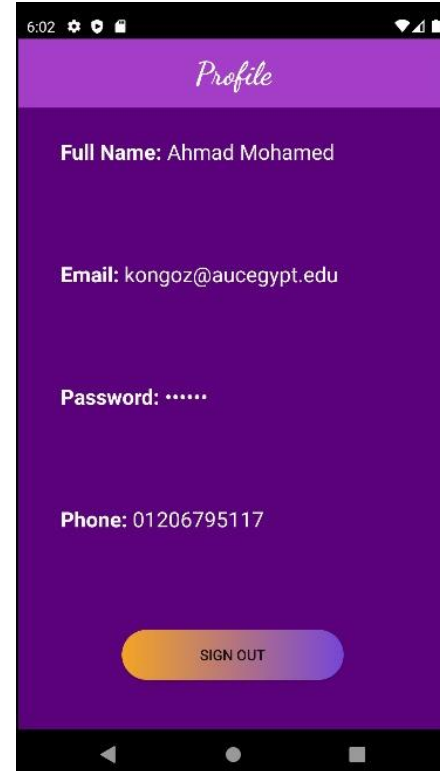 6:02
Profile
Full Name: Ahmad Mohamed
Email: kongoz@aucegypt.edu
Password: ••••••
Phone: 01206795117
SIGN OUT